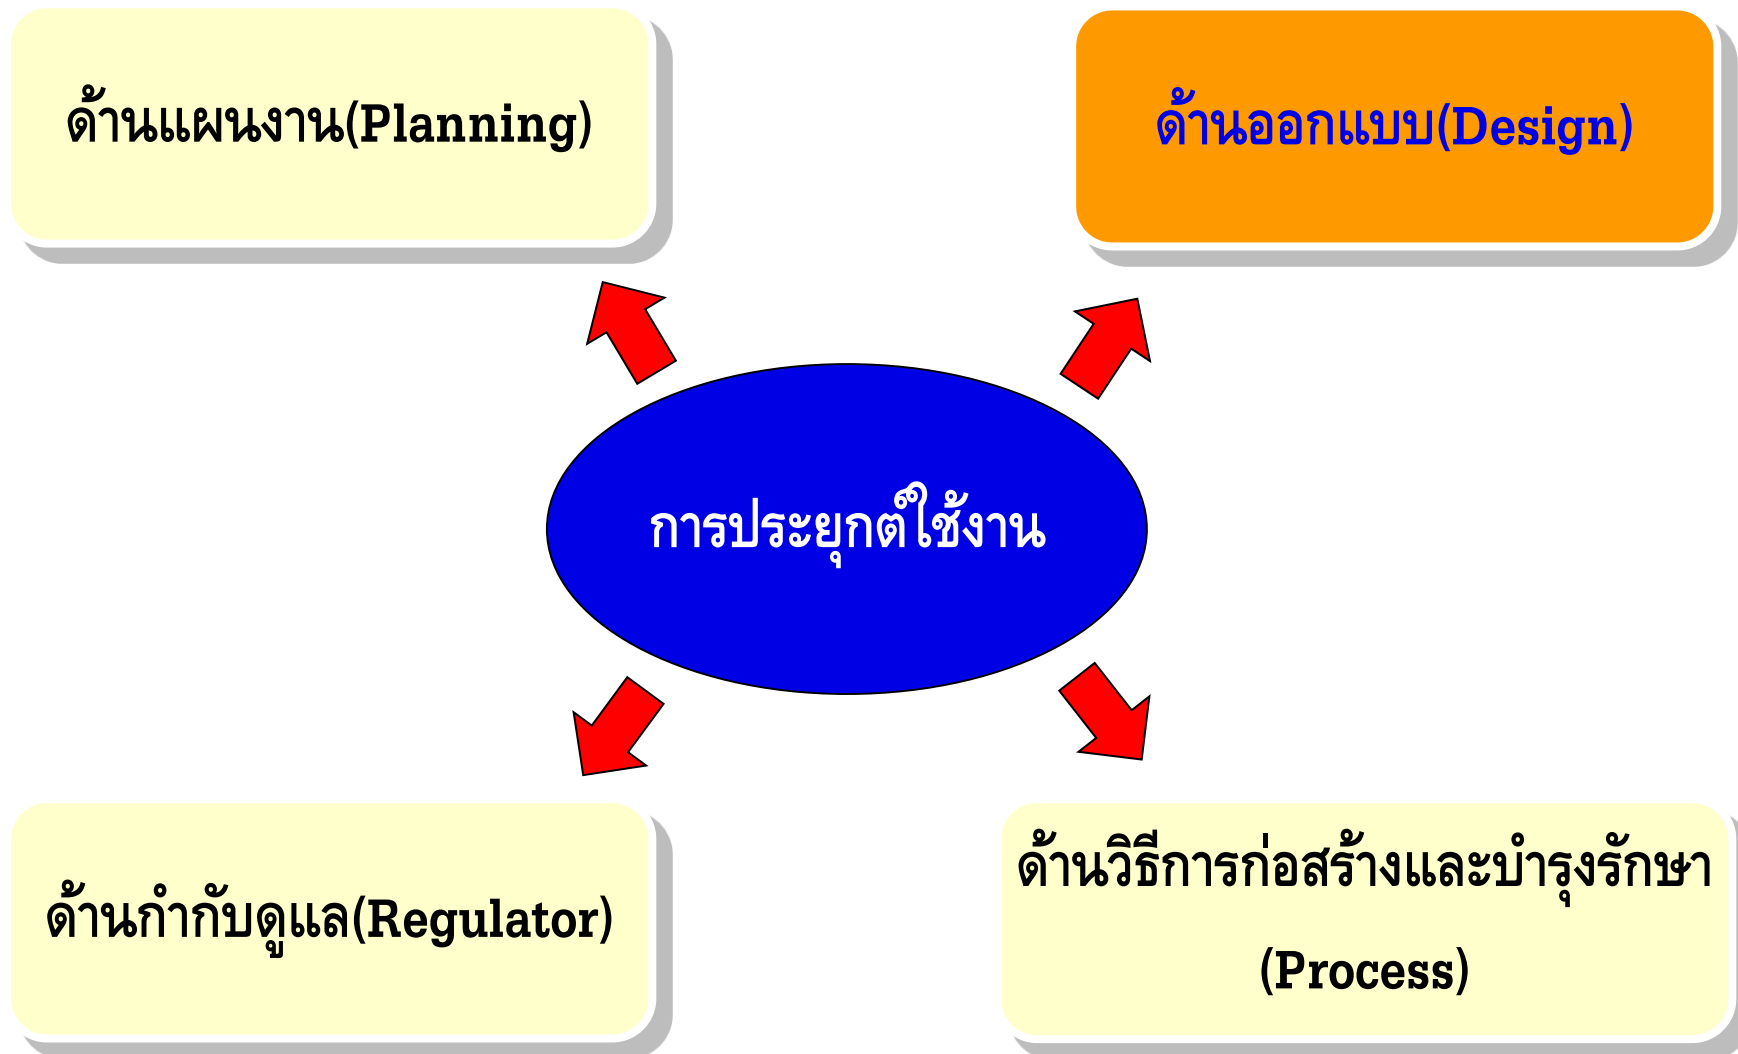 ด้านแผนงาน(Planning)
ด้านออกแบบ(Design)
การประยุกต์ใช้งาน
ด้านกำกับดูแล(Regulator)
ด้านวิธีการก่อสร้างและบำรุงรักษา
(Process)